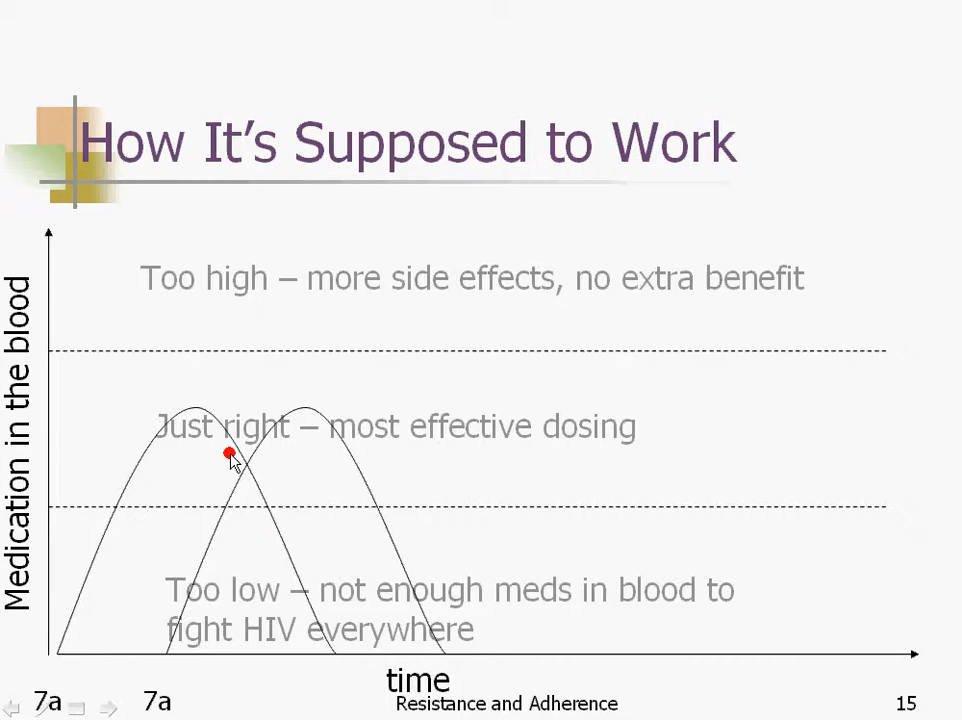 How It's Supposed to Work
Medication in the blood
Too high – more side effects, no extra benefit
Just right – most effective dosing
Too low – not enough meds in blood to
fight HIV everywhere
time
7a
7a
Resistance and Adherence
15